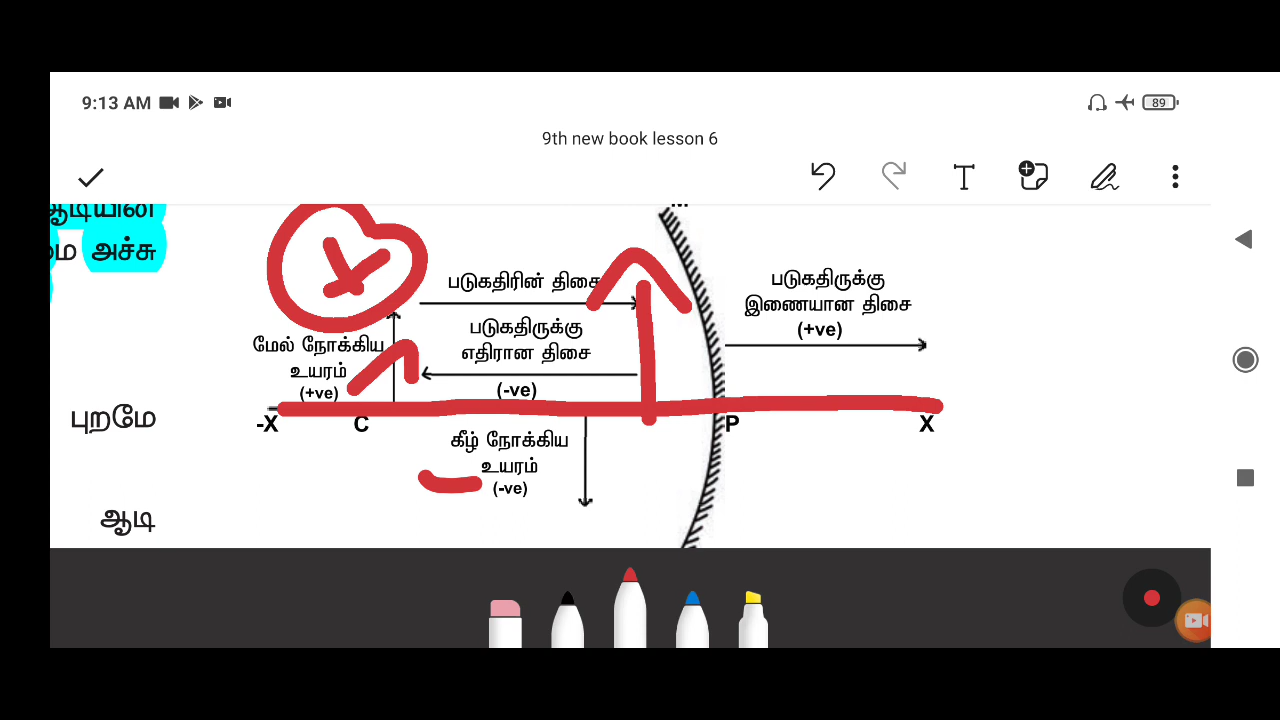 9:13 AM
89
9th new book lesson 6
ஆடியின்
அச்சு
படுகதிரின் திசை
படுகதிருக்கு
இணையான திசை
(+ve)
படுகதிருக்கு
எதிரான திசை
(-ve)
மேல் நோக்கிய
உயரம்
(+ve)
-X C P X
புறமே
கீழ் நோக்கிய
உயரம்
(-ve)
ஆடி